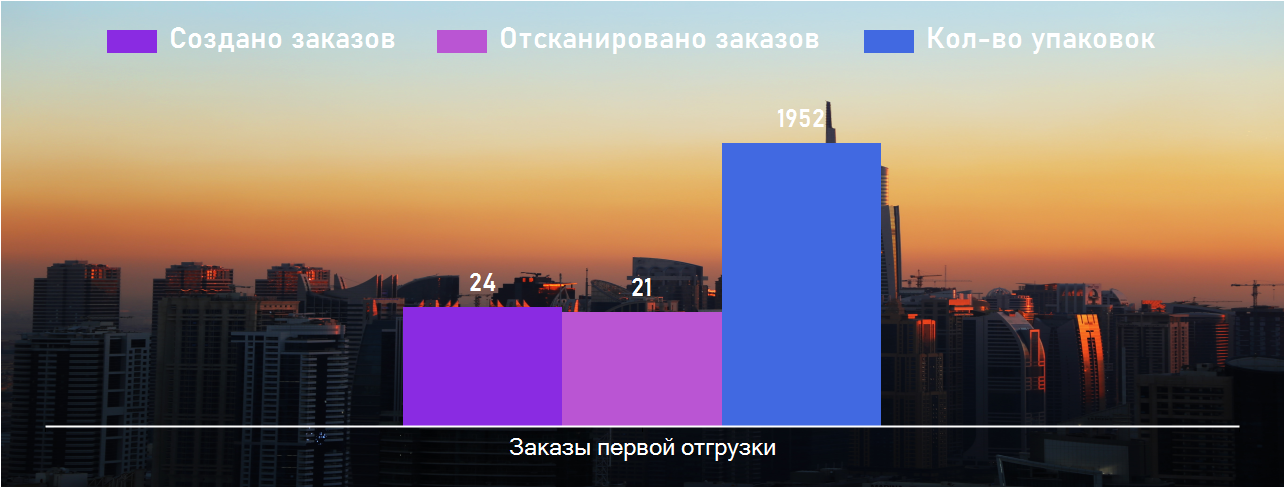 Создано заказов Отсканировано заказов Кол-во упаковок
1952
24 21
Заказы первой отгрузки